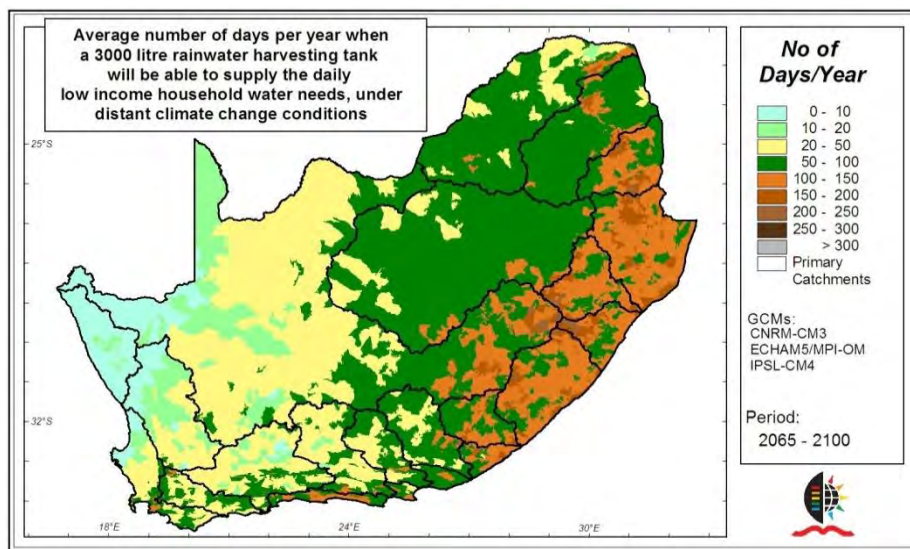 Average number of days per year when
a 3000 litre rainwater harvesting tank
will be able to supply the daily
low income household water needs, under
distant climate change conditions
No of
Days/Year
0 - 10
10 - 20
20 - 50
50 - 100
100 - 150
150 - 200
200 - 250
250 - 300
> 300
Primary
Catchments
GCMs:
CNRM-CM3
ECHAM5/MPI-OM
IPSL-CM4
Period:
2065 - 2100
25°S
32°S
18°E
24°E
30°E